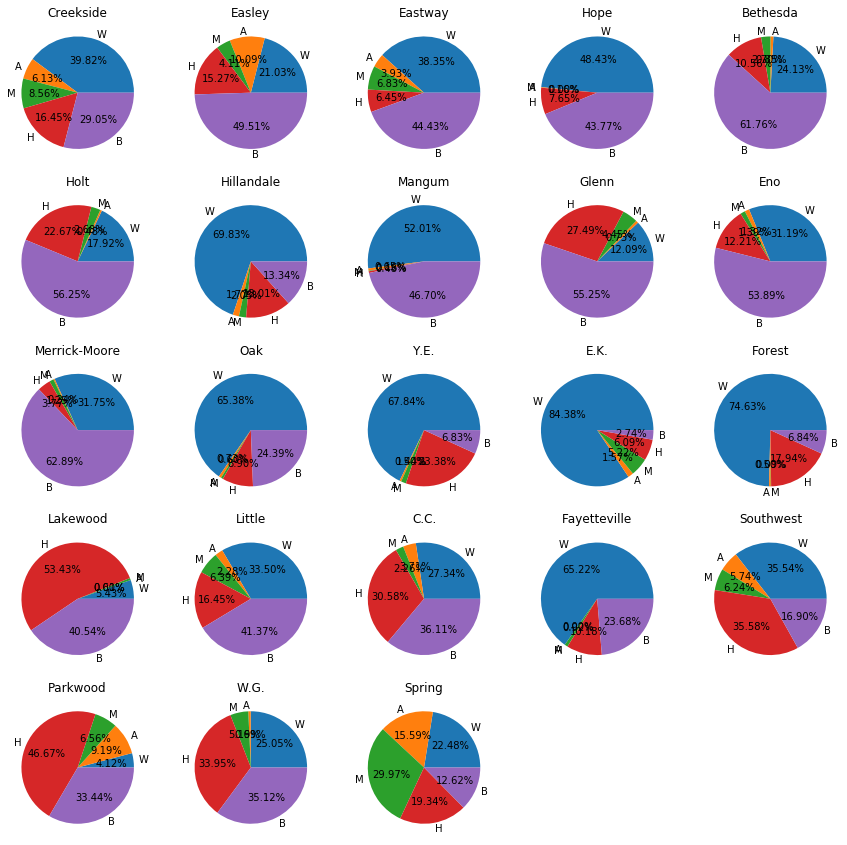 Creekside
W
39.82%
A
6.13%
M
8.56%
H
16.45%
B
29.05%
Easley
W
21.03%
A
10.09%
M
4.11%
H
15.27%
B
49.51%
Eastway
W
38.35%
A
3.93%
M
6.83%
H
6.45%
B
44.43%
Hope
W
48.43%
H
7.65%
B
43.77%
Bethesda
W
24.13%
A
M
H
10.56%
B
61.76%
Holt
W
17.92%
A
M
H
22.67%
B
56.25%
Hillandale
W
69.83%
A
M
H
B
13.34%
Mangum
W
52.01%
B
46.70%
Glenn
W
12.09%
A
M
4.45%
H
27.49%
B
55.25%
Eno
W
31.19%
A
M
H
12.21%
B
53.89%
Merrick-Moore
W
31.75%
A
M
H
B
62.89%
Oak
W
65.38%
H
B
24.39%
Y.E.
W
67.84%
H
13.38%
B
6.83%
E.K.
W
84.38%
A
1.57%
M
5.22%
H
6.09%
B
2.74%
Forest
W
74.63%
A
M
H
17.94%
B
6.84%
Lakewood
W
5.43%
H
53.43%
B
40.54%
Little
W
33.50%
A
2.28%
M
6.39%
H
16.45%
B
41.37%
C.C.
W
27.34%
A
M
H
30.58%
B
36.11%
Fayetteville
W
65.22%
H
10.18%
B
23.68%
Southwest
W
35.54%
A
5.74%
M
6.24%
H
35.58%
B
16.90%
Parkwood
W
4.12%
A
9.19%
M
6.56%
H
46.67%
B
33.44%
W.G.
W
25.05%
A
M
H
33.95%
B
35.12%
Spring
W
22.48%
A
15.59%
M
29.97%
H
19.34%
B
12.62%